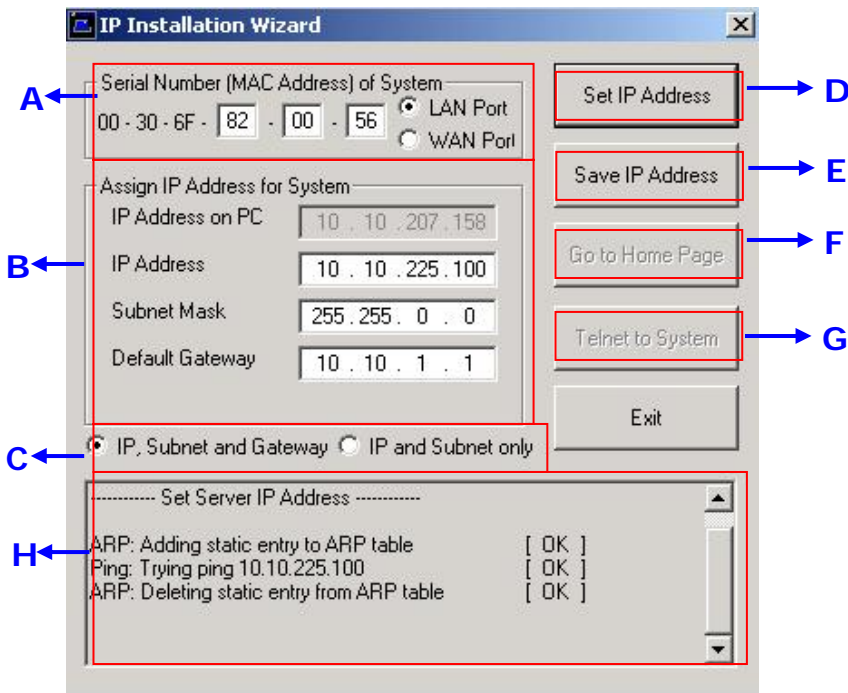 IP Installation Wizard
A
Serial Number (MAC Address) of System
00 - 30 - 6F - 82 - 00 - 56
LAN Port
WAN Port
Set IP Address
D
Save IP Address
E
B
Assign IP Address for System
IP Address on PC 10 . 10 . 207 . 158
IP Address 10 . 10 . 225 . 100
Subnet Mask 255 . 255 . 0 . 0
Default Gateway 10 . 10 . 1 . 1
Go to Home Page
F
Telnet to System
G
Exit
C
IP, Subnet and Gateway IP and Subnet only
H
----------- Set Server IP Address -----------
ARP: Adding static entry to ARP table [ OK ]
Ping: Trying ping 10.10.225.100 [ OK ]
ARP: Deleting static entry from ARP table [ OK ]